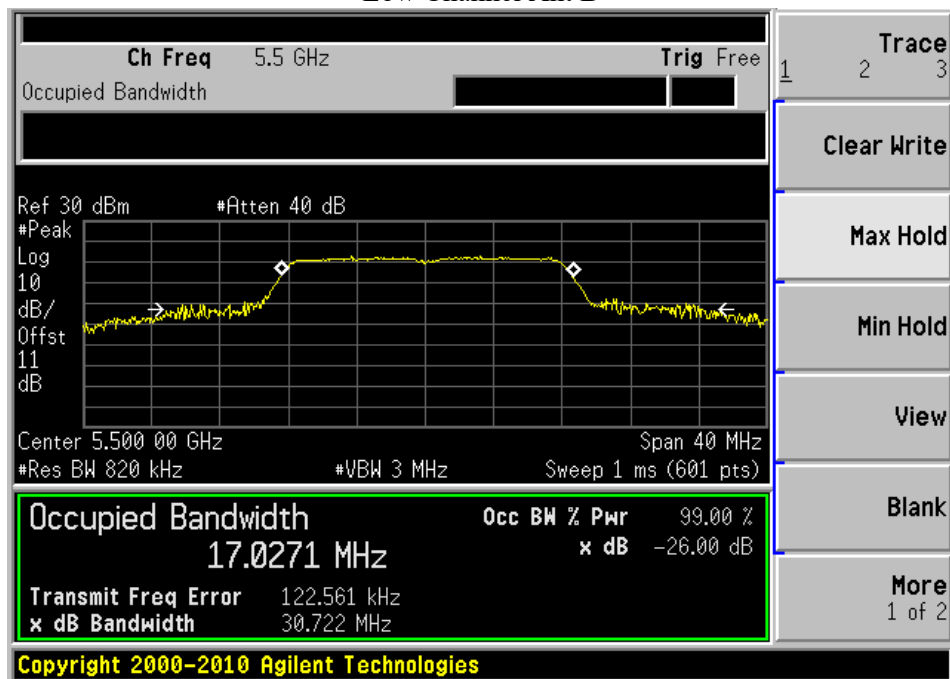 Ch Freq 5.5 GHz Trig Free
Occupied Bandwidth
Ref 30 dBm #Atten 40 dB
#Peak
Log
10
dB/
Offst
11
dB
Center 5.500 00 GHz Span 40 MHz
#Res BW 820 kHz #VBW 3 MHz Sweep 1 ms (601 pts)
Occupied Bandwidth Occ BW % Pwr 99.00 %
17.0271 MHz x dB -26.00 dB
Transmit Freq Error 122.561 kHz
x dB Bandwidth 30.722 MHz
Copyright 2000-2010 Agilent Technologies
Trace
1 2 3
Clear Write
Max Hold
Min Hold
View
Blank
More
1 of 2